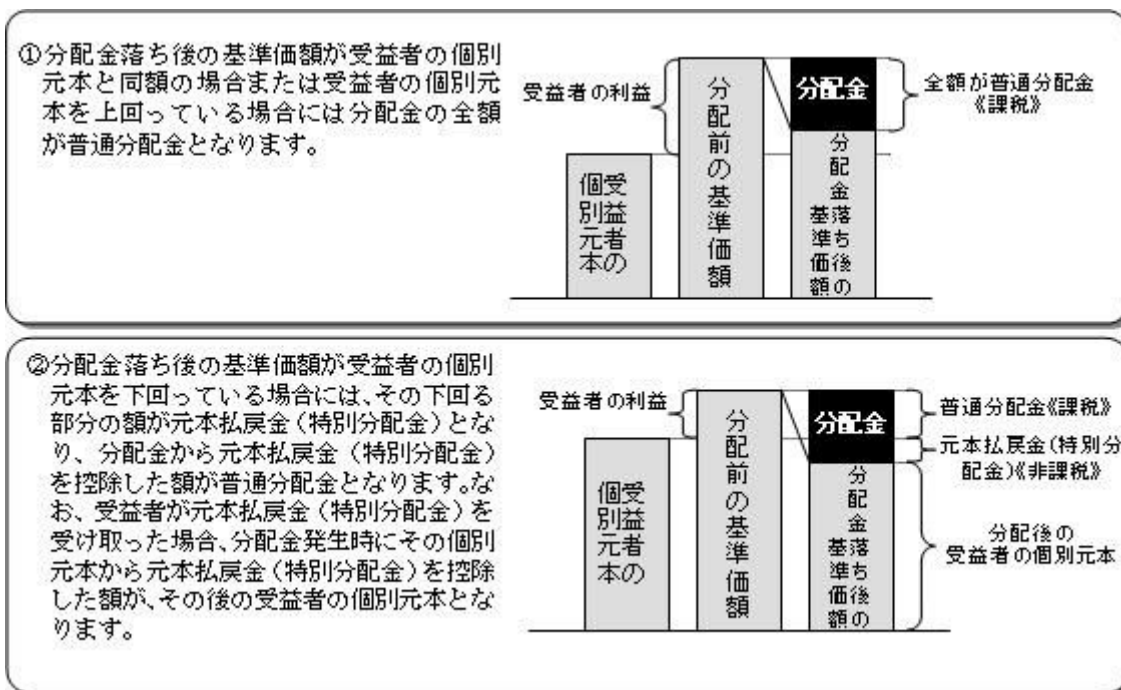 ①分配金落ち後の基準価額が受益者の個別
元本と同額の場合または受益者の個別元
本を上回っている場合には分配金の全額
が普通分配金となります。
受益者の利益
受益者の
個別元本
分配前の基準価額
分配金
分配金落ち後の
基準価額
全額が普通分配金
《課税》
②分配金落ち後の基準価額が受益者の個別
元本を下回っている場合には、その下回る
部分の額が元本払戻金(特別分配金)とな
り、分配金から元本払戻金(特別分配金)
を控除した額が普通分配金となります。な
お、受益者が元本払戻金(特別分配金)を
受け取った場合、分配金発生時にその個別
元本から元本払戻金(特別分配金)を控除
した額が、その後の受益者の個別元本とな
ります。
受益者の利益
受益者の
個別元本
分配前の基準価額
分配金
分配金落ち後の
基準価額
普通分配金《課税》
元本払戻金(特別分
配金)《非課税》
分配後の
受益者の個別元本